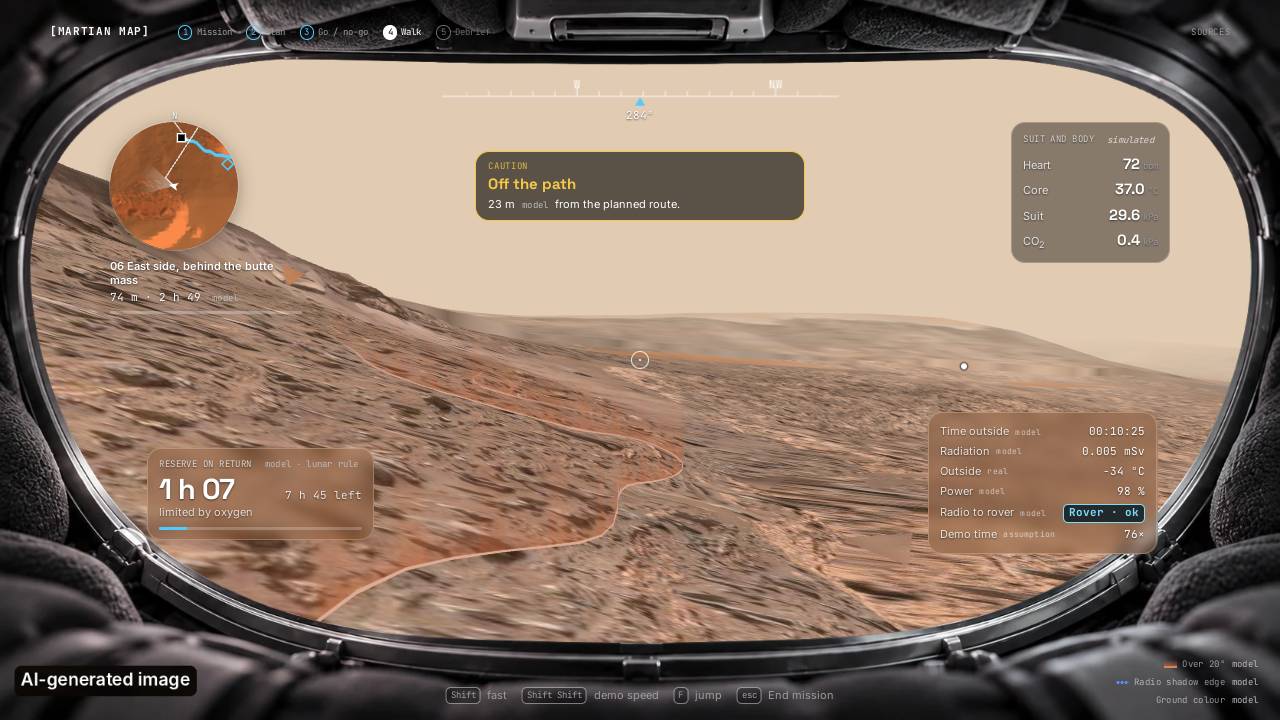 [MARTIAN MAP]
1 Mission
2 Plan
3 Go / no-go
4 Walk
5 Debrief
SOURCES
W
NW
284°
N
CAUTION
Off the path
23 m model from the planned route.
SUIT AND BODY simulated
Heart 72 bpm
Core 37.0 °C
Suit 29.6 kPa
CO2 0.4 kPa
06 East side, behind the butte
mass
74 m · 2 h 49 model
RESERVE ON RETURN model · lunar rule
1 h 07 7 h 45 left
limited by oxygen
Time outside model 00:10:25
Radiation model 0.005 mSv
Outside real -34 °C
Power model 98 %
Radio to rover model Rover · ok
Demo time assumption 76×
AI-generated image
Shift fast Shift Shift demo speed F jump esc End mission
Over 20° model
Radio shadow edge model
Ground colour model